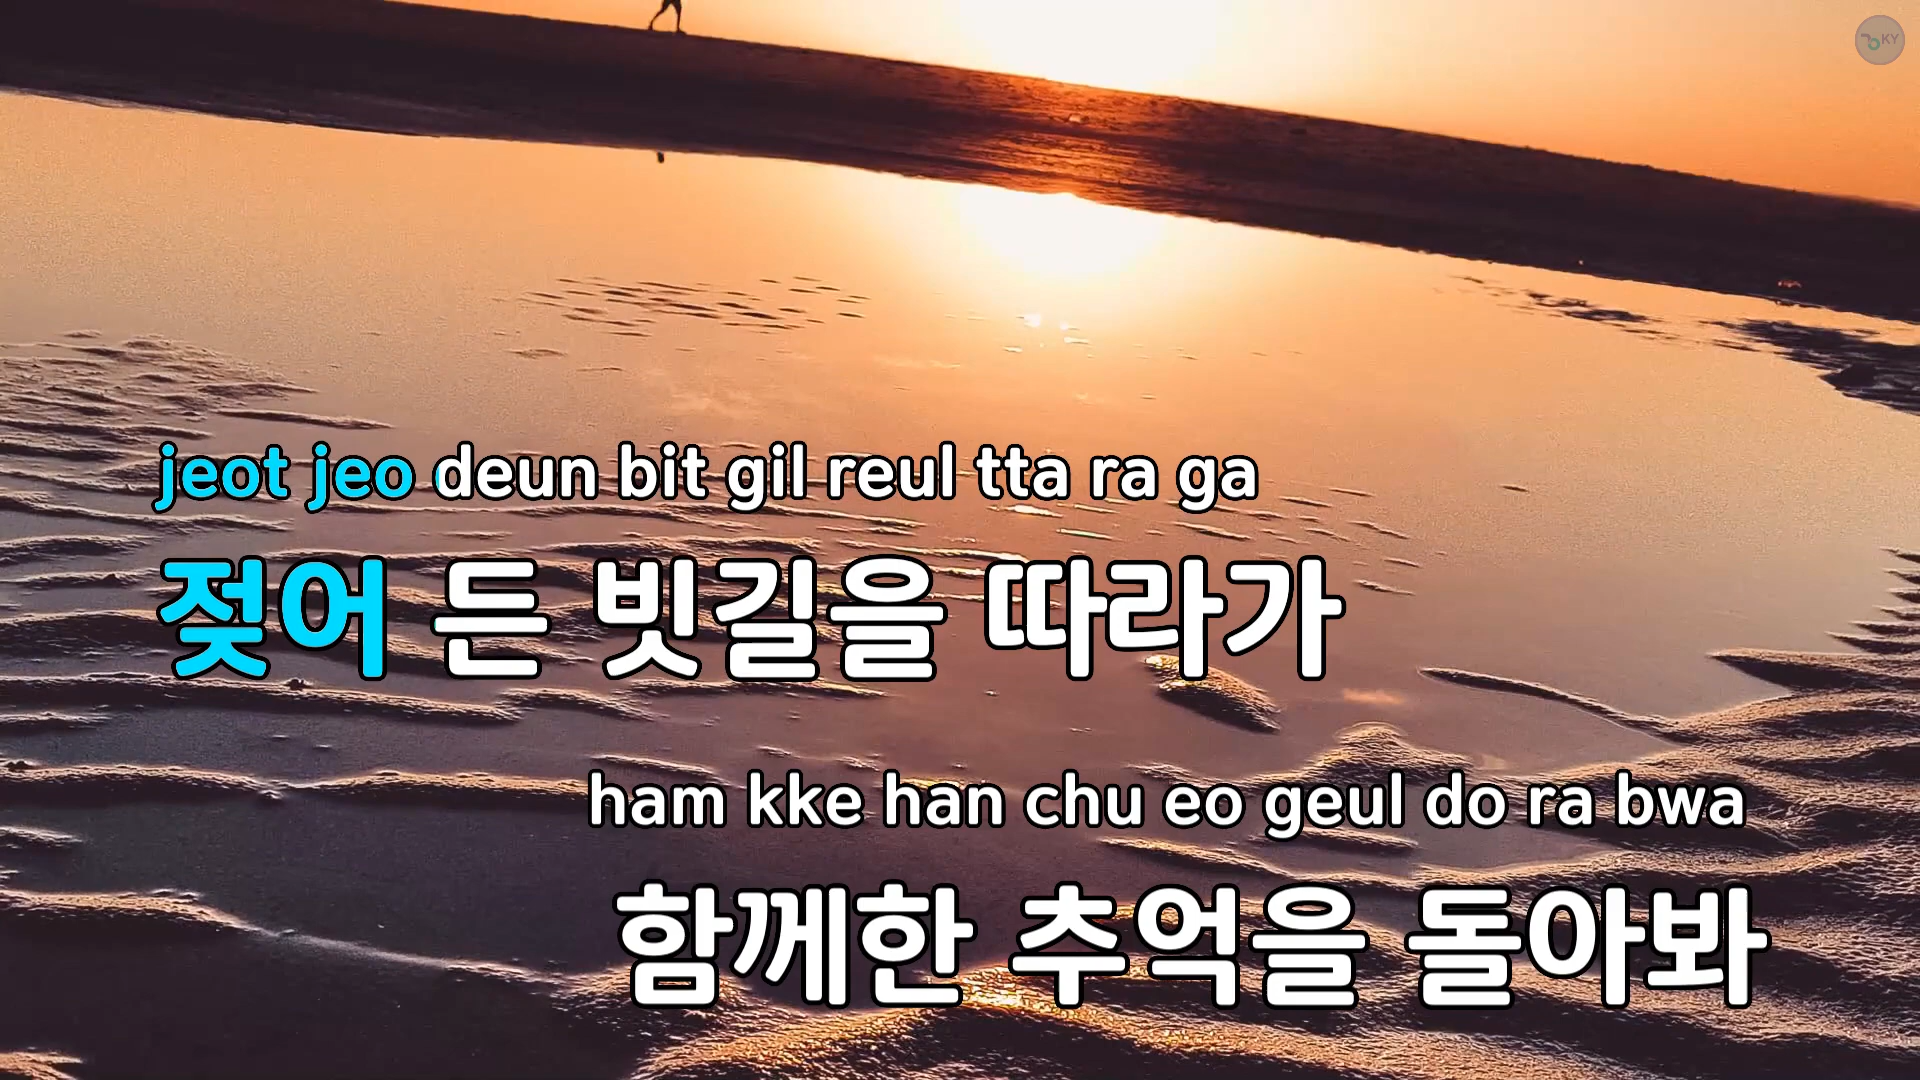 KY
jeot jeo deun bit gil reul tta ra ga
젖어 든 빗길을 따라가
ham kke han chu eo geul do ra bwa
함께한 추억을 돌아봐